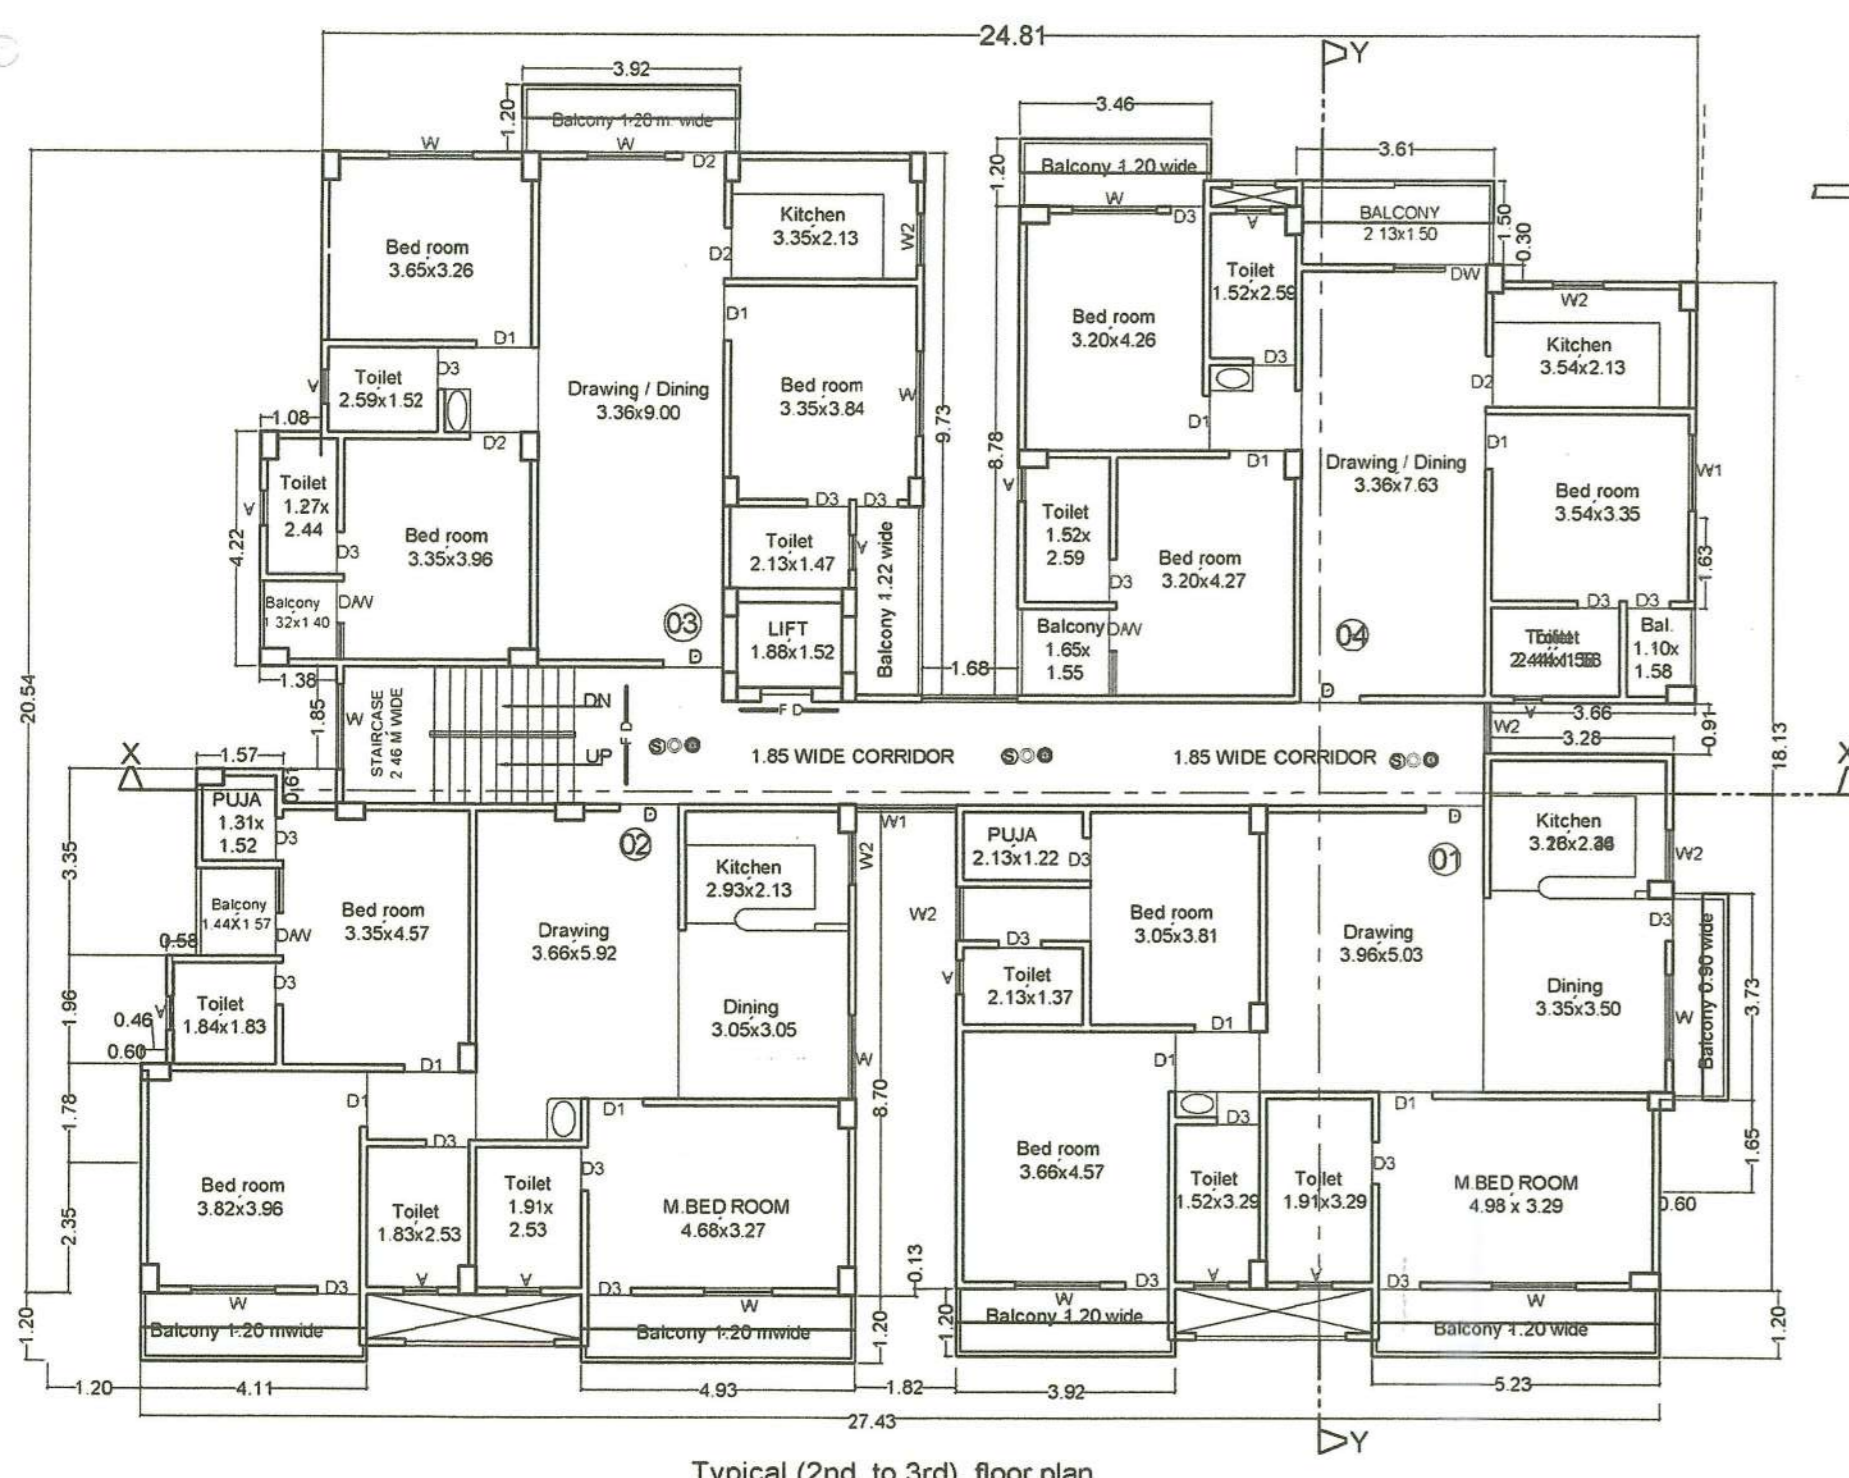 24.81
Y
3.92
1.20
Balcony 1.20 m. wide
W
W
D2
3.46
1.20
Balcony 1.20 wide
W
D3
3.61
BALCONY
2.13x1.50
1.50
0.30
DW
V
Bed room
3.65x3.26
D1
Kitchen
3.35x2.13
D2
W2
Toilet
2.59x1.52
D3
V
1.08
D2
Drawing / Dining
3.36x9.00
D1
Bed room
3.35x3.84
W
9.73
D3
D3
Toilet
1.27x
2.44
V
D3
4.22
Bed room
3.35x3.96
Balcony
1.32x1.40
D/W
1.38
03
D
Toilet
2.13x1.47
V
Balcony 1.22 wide
LIFT
1.88x1.52
F D
1.68
8.78
Bed room
3.20x4.26
Toilet
1.52x2.59
D3
D1
D1
V
Toilet
1.52x
2.59
D3
Bed room
3.20x4.27
Balcony
1.65x
1.55
D/W
Drawing / Dining
3.36x7.63
04
D
W2
Kitchen
3.54x2.13
D2
D1
Bed room
3.54x3.35
W1
1.63
D3
D3
Toilet
Bal.
1.10x
1.58
V
3.66
0.91
W2
3.28
18.13
20.54
1.85
W
STAIRCASE
2.46 M WIDE
DN
UP
F D
S
1.85 WIDE CORRIDOR
S
1.85 WIDE CORRIDOR
S
X
X
1.57
0.61
PUJA
1.31x
1.52
D3
3.35
Balcony
1.44X1.57
D/W
0.58
D3
Toilet
1.84x1.83
V
1.96
0.46
0.60
Bed room
3.35x4.57
D1
02
D
Drawing
3.66x5.92
Kitchen
2.93x2.13
W2
W1
Dining
3.05x3.05
W
8.70
1.78
D1
D3
Bed room
3.82x3.96
2.35
Toilet
1.83x2.53
Toilet
1.91x
2.53
D3
D1
M.BED ROOM
4.68x3.27
D3
V
V
D3
W
W
Balcony 1.20 mwide
Balcony 1.20 mwide
1.20
1.20
0.13
1.20
PUJA
2.13x1.22
D3
W2
D3
Toilet
2.13x1.37
V
Bed room
3.05x3.81
D1
D1
Drawing
3.96x5.03
01
D
Kitchen
W2
D3
Balcony 0.90 wide
3.73
Dining
3.35x3.50
W
Bed room
3.66x4.57
D3
Toilet
1.52x3.29
Toilet
1.91x3.29
D1
D3
M.BED ROOM
4.98 x 3.29
1.65
0.60
D3
V
V
D3
W
W
Balcony 1.20 wide
Balcony 1.20 wide
1.20
1.20
4.11
4.93
1.82
3.92
5.23
27.43
Y
Typical (2nd. to 3rd) floor plan